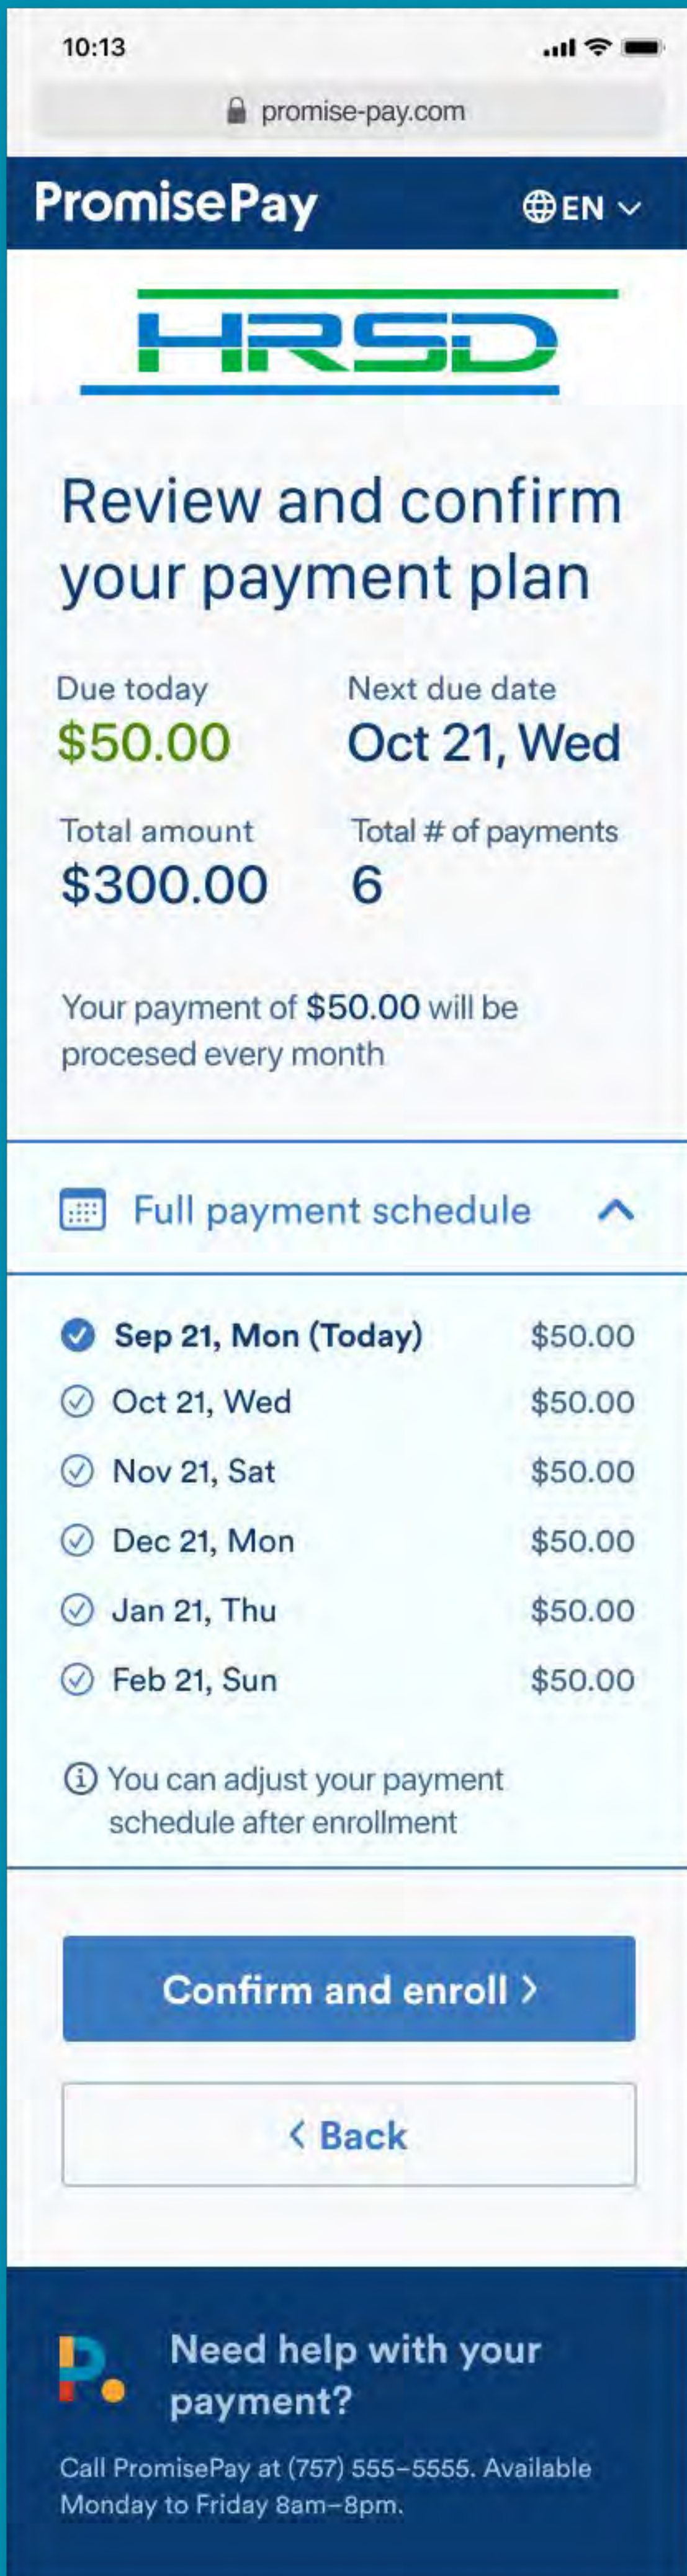 10:13
promise-pay.com
PromisePay EN
HRSD
Review and confirm
your payment plan
Due today Next due date
$50.00 Oct 21, Wed
Total amount Total # of payments
$300.00 6
Your payment of $50.00 will be
procesed every month
Full payment schedule
Sep 21, Mon (Today) $50.00
Oct 21, Wed $50.00
Nov 21, Sat $50.00
Dec 21, Mon $50.00
Jan 21, Thu $50.00
Feb 21, Sun $50.00
You can adjust your payment
schedule after enrollment
Confirm and enroll >
< Back
P.
Need help with your
payment?
Call PromisePay at (757) 555–5555. Available
Monday to Friday 8am–8pm.